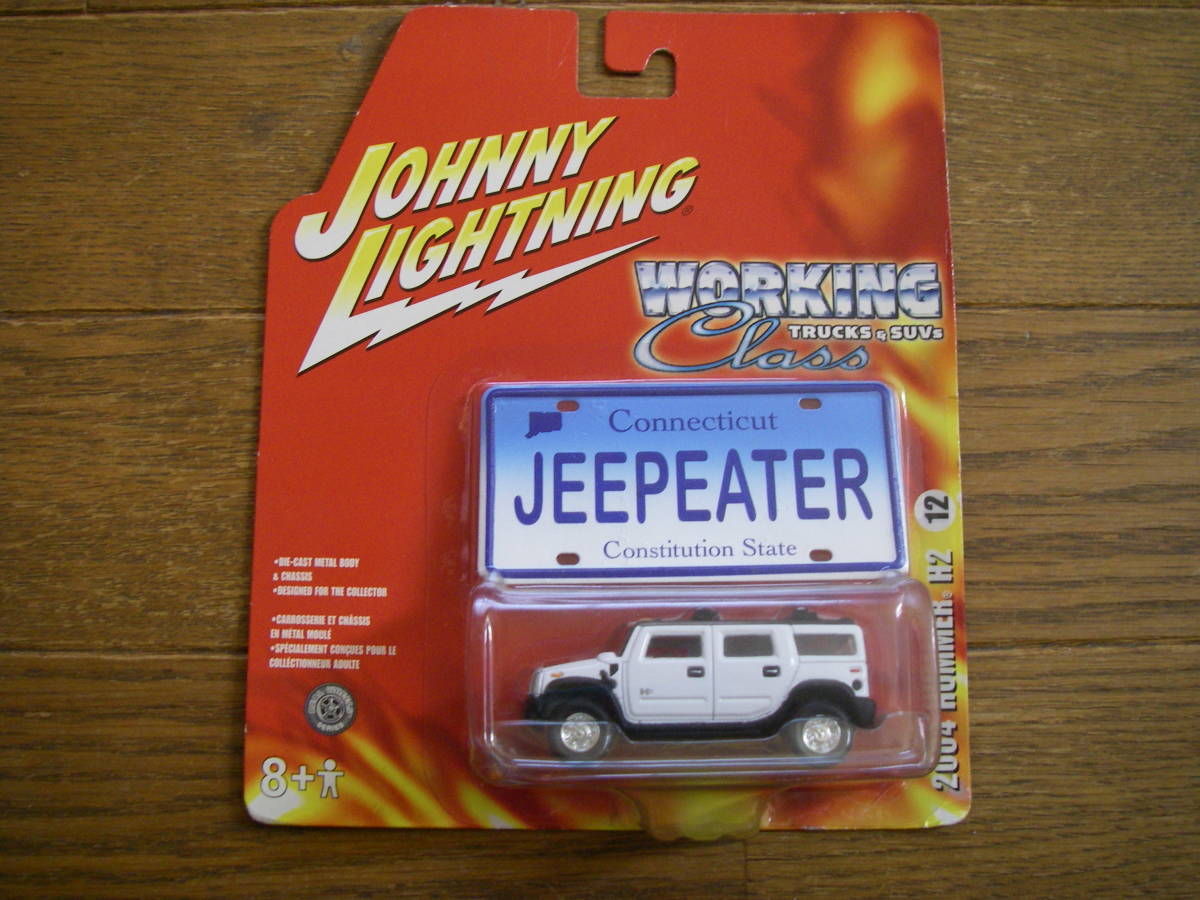 JOHNNY
LIGHTNING®
WORKING
Class
TRUCKS & SUVs
Connecticut
JEEPEATER
Constitution State
12
2004 HUMMER® H2
•DIE-CAST METAL BODY
& CHASSIS
•DESIGNED FOR THE COLLECTOR
•CARROSSERIE ET CHÂSSIS
EN MÉTAL MOULÉ
•SPÉCIALEMENT CONÇUES POUR LE
COLLECTIONNEUR ADULTE
SERIES
8+